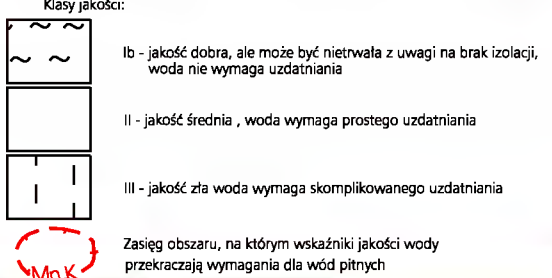 Klasy jakości:
Ib - jakość dobra, ale może być nietrwała z uwagi na brak izolacji,
woda nie wymaga uzdatniania
II - jakość średnia , woda wymaga prostego uzdatniania
III - jakość zła woda wymaga skomplikowanego uzdatniania
Zasięg obszaru, na którym wskaźniki jakości wody
Mn,K
przekraczają wymagania dla wód pitnych